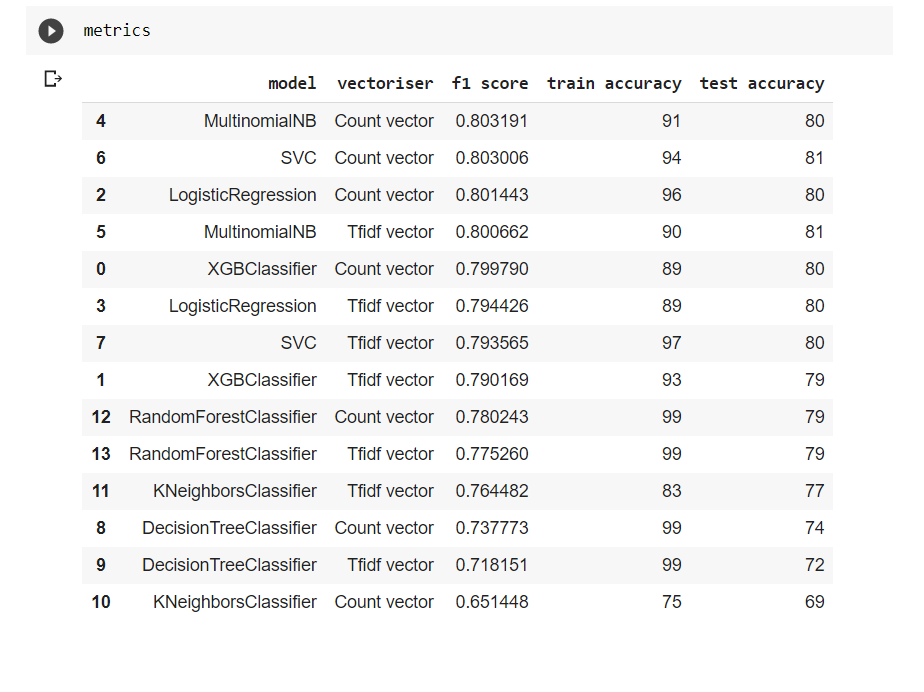 metrics
model vectoriser f1 score train accuracy test accuracy
4 MultinomialNB Count vector 0.803191 91 80
6 SVC Count vector 0.803006 94 81
2 LogisticRegression Count vector 0.801443 96 80
5 MultinomialNB Tfidf vector 0.800662 90 81
0 XGBClassifier Count vector 0.799790 89 80
3 LogisticRegression Tfidf vector 0.794426 89 80
7 SVC Tfidf vector 0.793565 97 80
1 XGBClassifier Tfidf vector 0.790169 93 79
12 RandomForestClassifier Count vector 0.780243 99 79
13 RandomForestClassifier Tfidf vector 0.775260 99 79
11 KNeighborsClassifier Tfidf vector 0.764482 83 77
8 DecisionTreeClassifier Count vector 0.737773 99 74
9 DecisionTreeClassifier Tfidf vector 0.718151 99 72
10 KNeighborsClassifier Count vector 0.651448 75 69